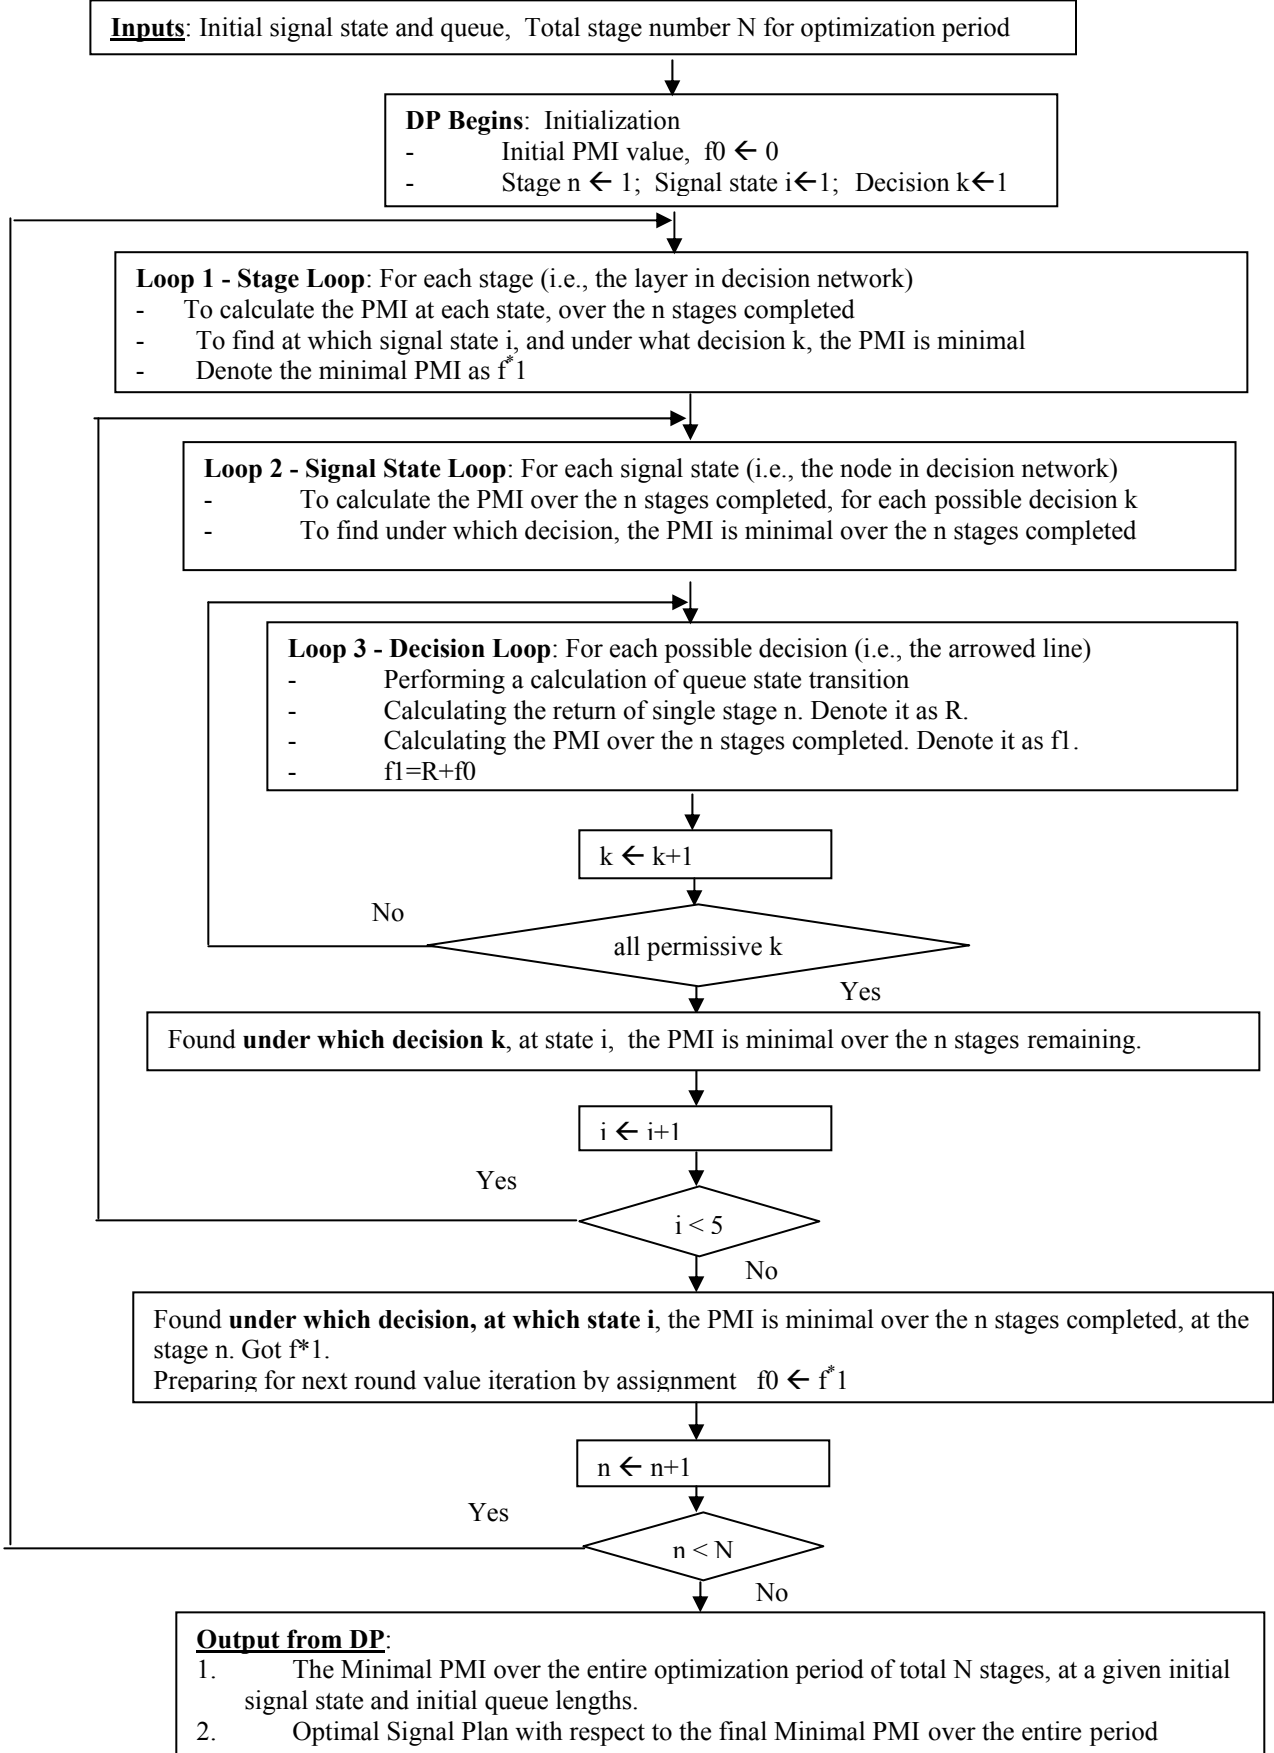 Inputs: Initial signal state and queue, Total stage number N for optimization period
DP Begins: Initialization
- Initial PMI value, f0 ← 0
- Stage n ← 1; Signal state i←1; Decision k←1
Loop 1 - Stage Loop: For each stage (i.e., the layer in decision network)
- To calculate the PMI at each state, over the n stages completed
- To find at which signal state i, and under what decision k, the PMI is minimal
- Denote the minimal PMI as f*1
Loop 2 - Signal State Loop: For each signal state (i.e., the node in decision network)
- To calculate the PMI over the n stages completed, for each possible decision k
- To find under which decision, the PMI is minimal over the n stages completed
Loop 3 - Decision Loop: For each possible decision (i.e., the arrowed line)
- Performing a calculation of queue state transition
- Calculating the return of single stage n. Denote it as R.
- Calculating the PMI over the n stages completed. Denote it as f1.
- f1=R+f0
k ← k+1
No
all permissive k
Yes
Found under which decision k, at state i, the PMI is minimal over the n stages remaining.
i ← i+1
Yes
i < 5
No
Found under which decision, at which state i, the PMI is minimal over the n stages completed, at the
stage n. Got f*1.
Preparing for next round value iteration by assignment f0 ← f*1
n ← n+1
Yes
n < N
No
Output from DP:
1. The Minimal PMI over the entire optimization period of total N stages, at a given initial
signal state and initial queue lengths.
2. Optimal Signal Plan with respect to the final Minimal PMI over the entire period